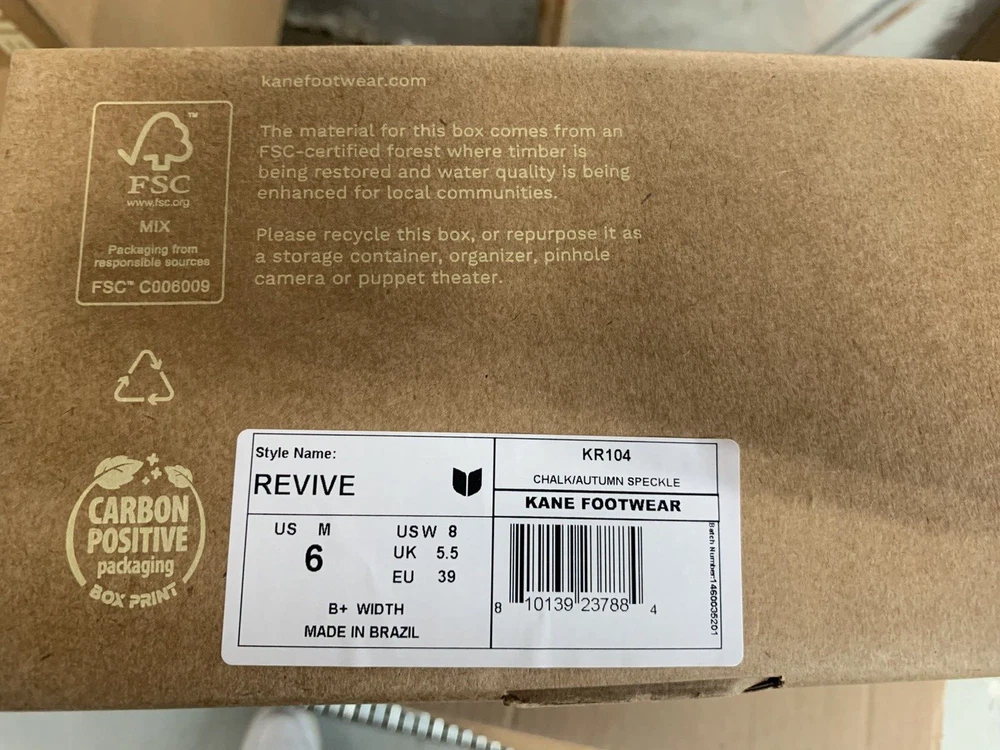 kanefootwear.com
The material for this box comes from an
FSC-certified forest where timber is
being restored and water quality is being
enhanced for local communities.
Please recycle this box, or repurpose it as
a storage container, organizer, pinhole
camera or puppet theater.
™
FSC
www.fsc.org
MIX
Packaging from
responsible sources
FSC™ C006009
CARBON
POSITIVE
packaging
BOX PRINT
Style Name:
REVIVE
KR104
CHALK/AUTUMN SPECKLE
KANE FOOTWEAR
US M
6
USW 8
UK 5.5
EU 39
B+ WIDTH
MADE IN BRAZIL
8 10139 23788 4
Batch Number:1460035201